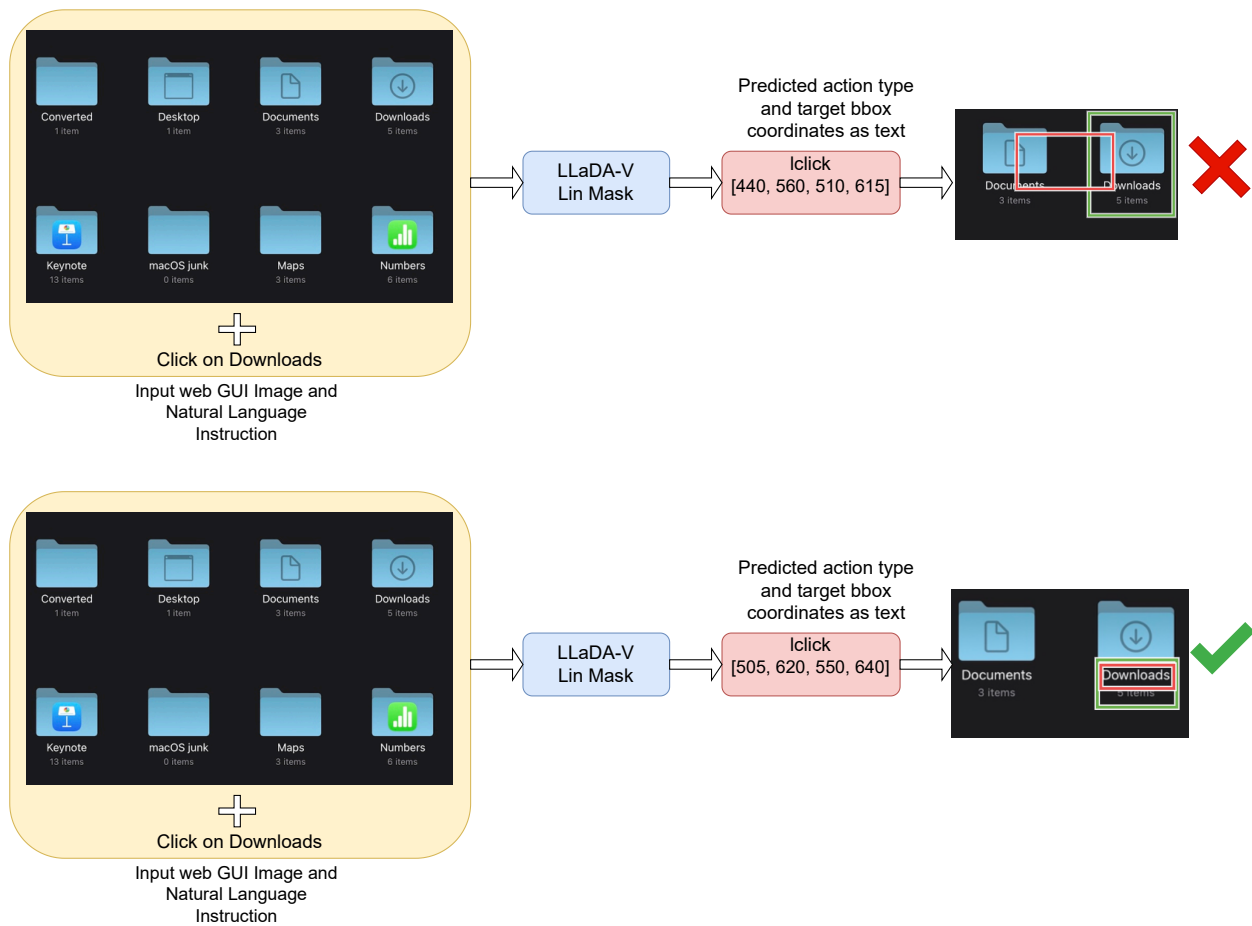 Converted
1 item
Desktop
1 item
Documents
3 items
Downloads
5 items
Keynote
13 items
macOS junk
0 items
Maps
3 items
Numbers
6 items
Click on Downloads
Input web GUI Image and
Natural Language
Instruction
LLaDA-V
Lin Mask
Predicted action type
and target bbox
coordinates as text
lclick
[440, 560, 510, 615]
Documents
3 items
Downloads
5 items
Converted
1 item
Desktop
1 item
Documents
3 items
Downloads
5 items
Keynote
13 items
macOS junk
0 items
Maps
3 items
Numbers
6 items
Click on Downloads
Input web GUI Image and
Natural Language
Instruction
LLaDA-V
Lin Mask
Predicted action type
and target bbox
coordinates as text
lclick
[505, 620, 550, 640]
Documents
3 items
Downloads
5 items